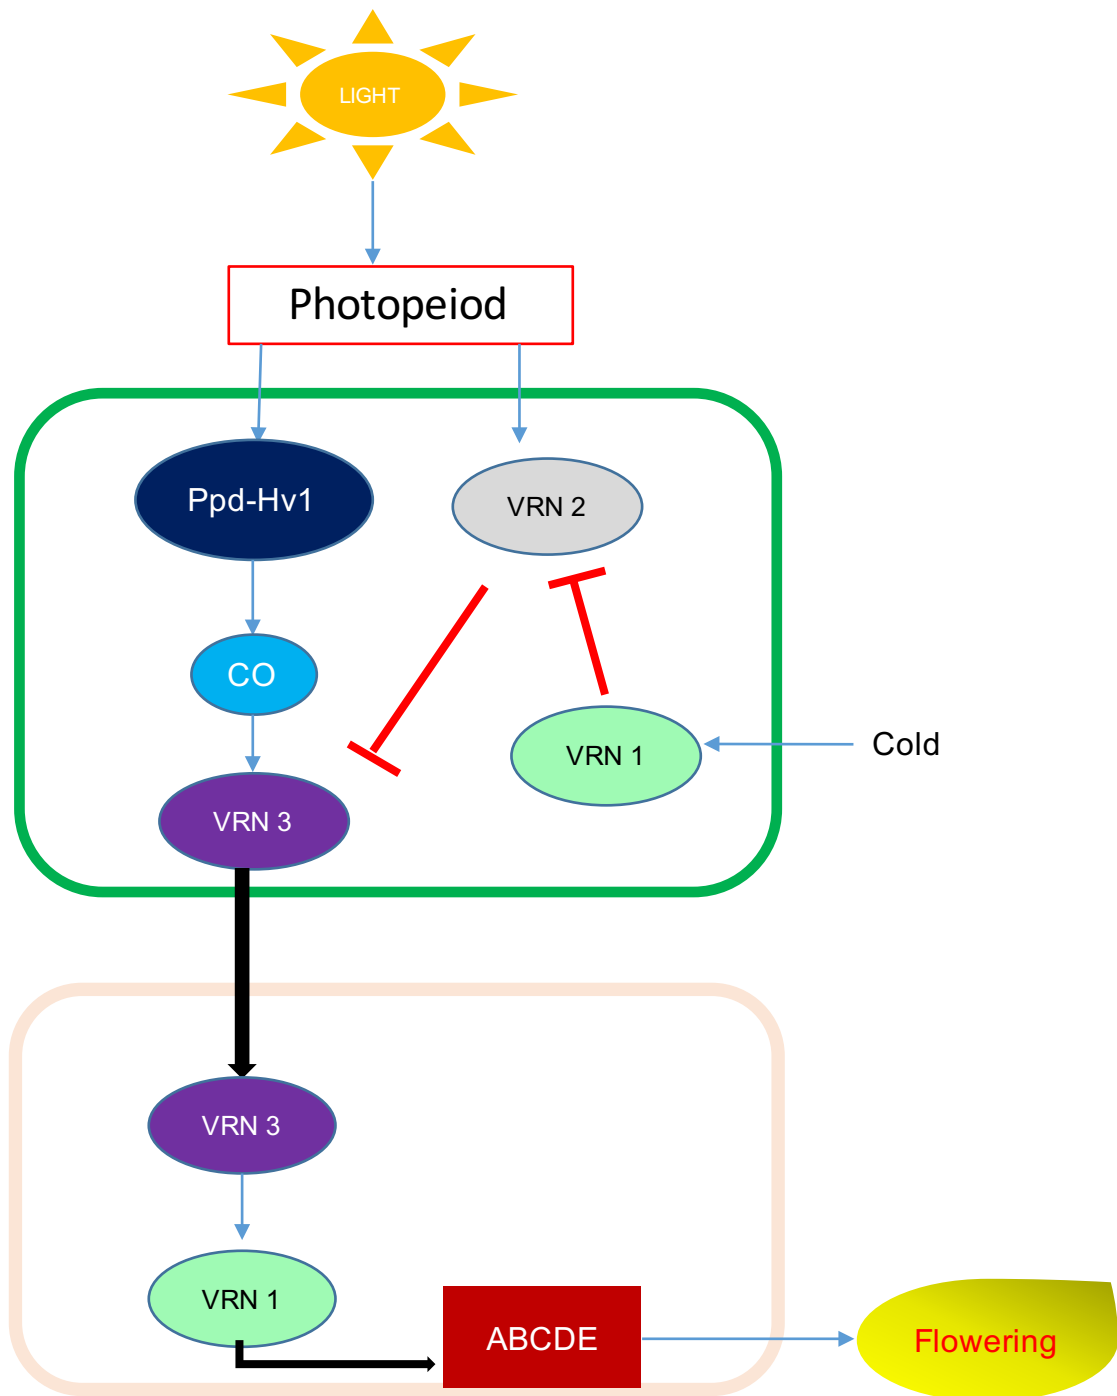 LIGHT
Photopeiod
Ppd-Hv1
VRN 2
CO
VRN 1
Cold
VRN 3
VRN 3
VRN 1
ABCDE
Flowering